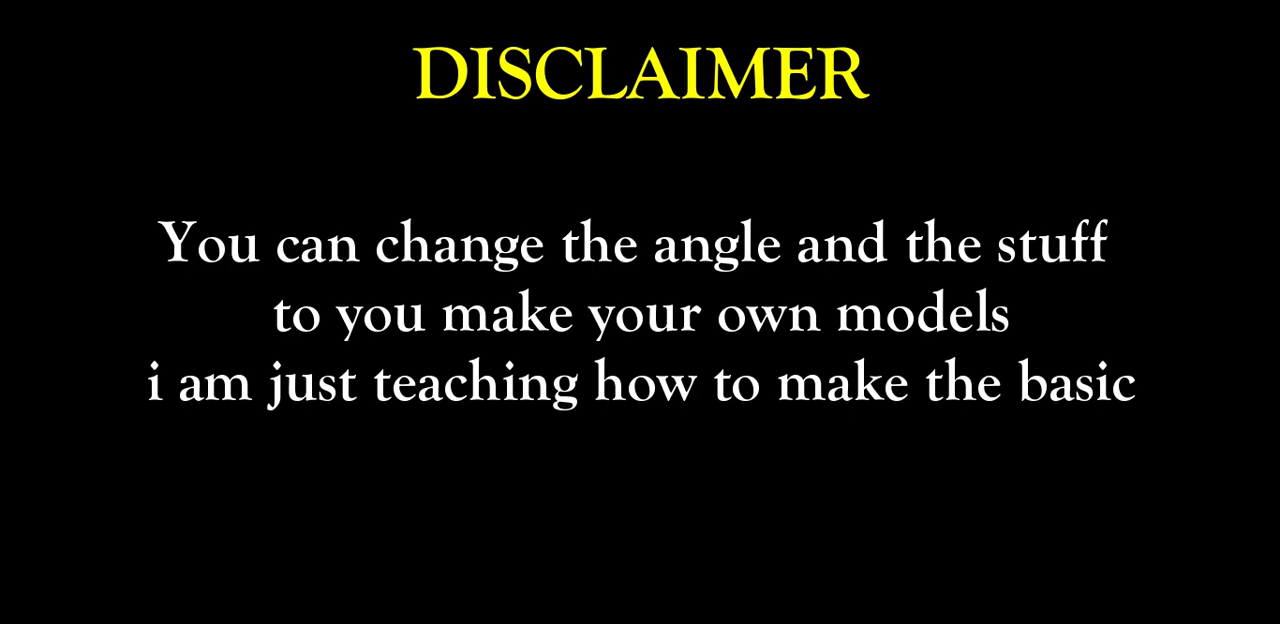 DISCLAIMER
You can change the angle and the stuff
to you make your own models
i am just teaching how to make the basic